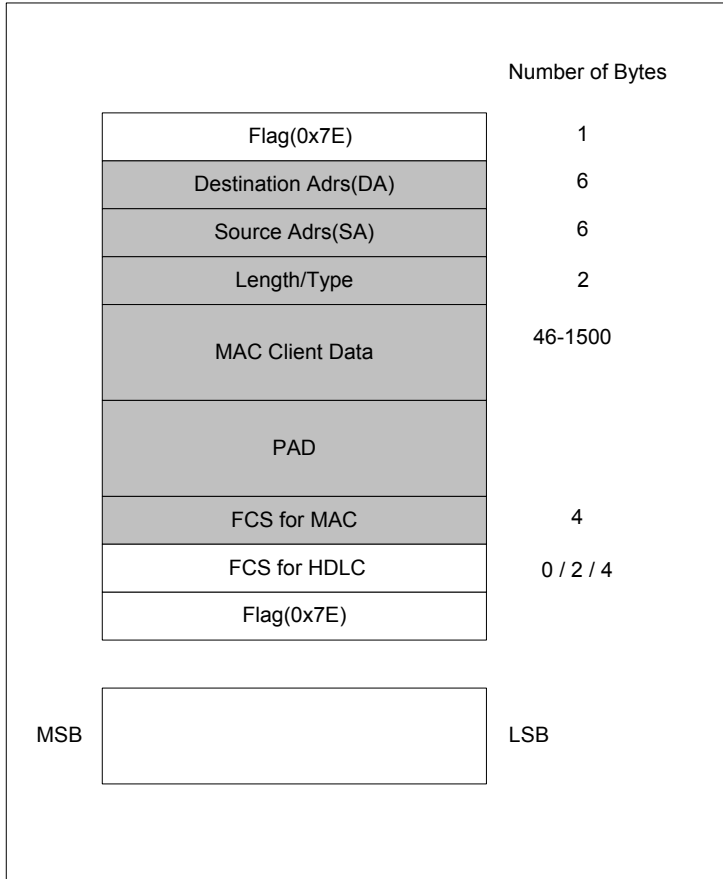 Number of Bytes
Flag(0x7E) 1
Destination Adrs(DA) 6
Source Adrs(SA) 6
Length/Type 2
MAC Client Data 46-1500
PAD
FCS for MAC 4
FCS for HDLC 0 / 2 / 4
Flag(0x7E)
MSB LSB